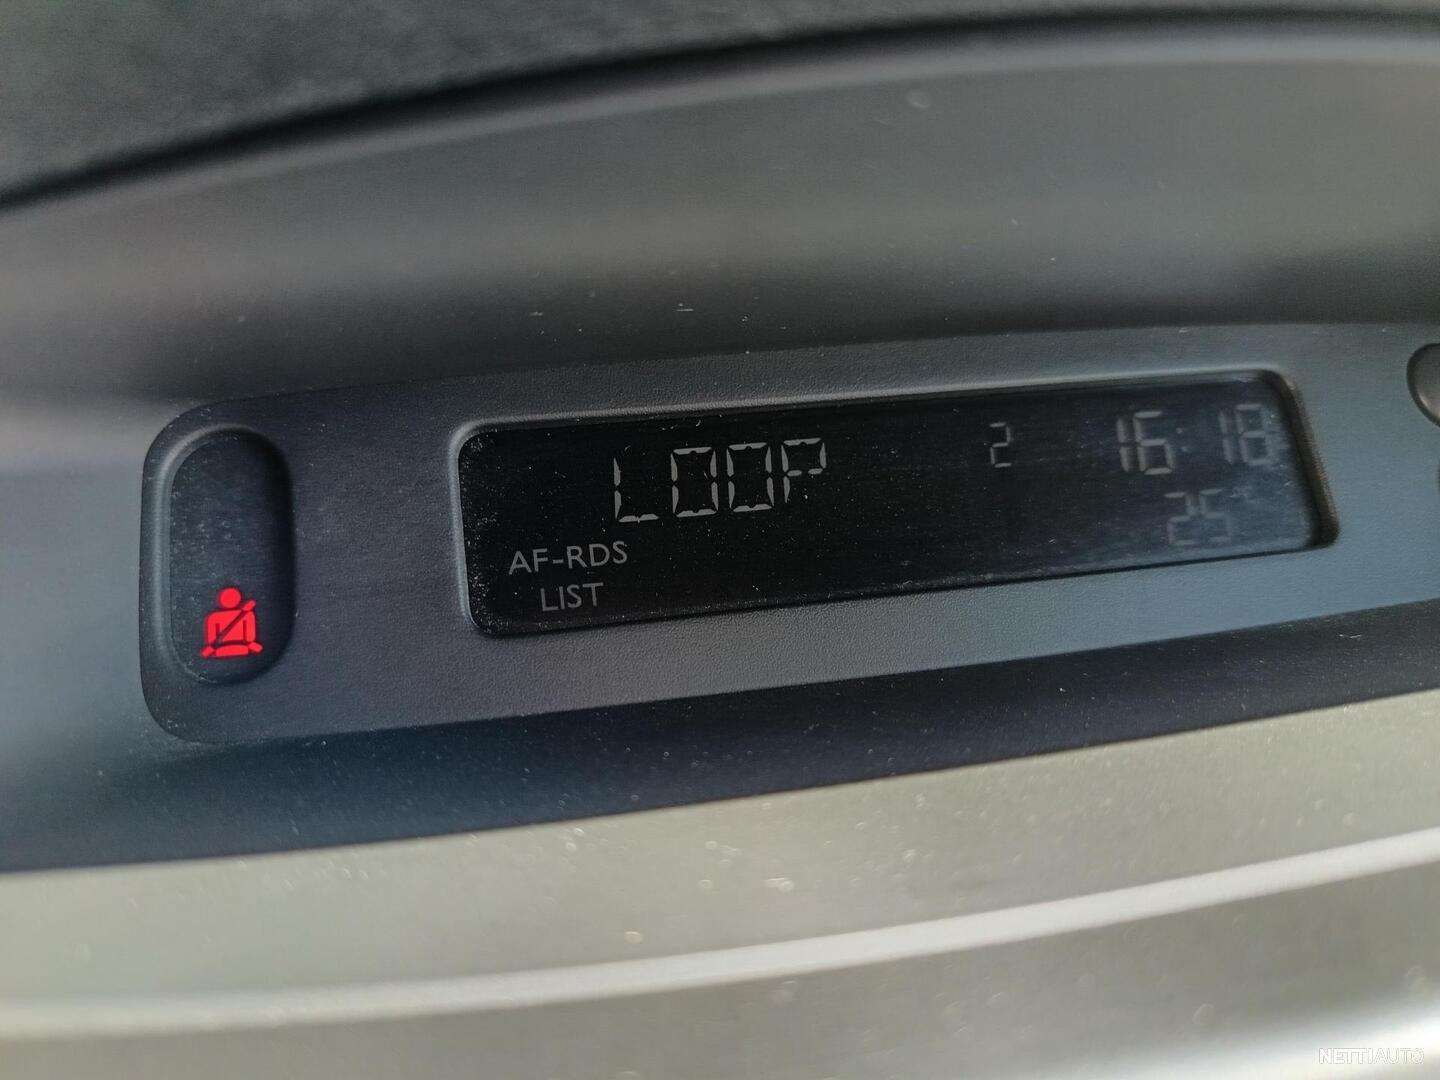 LOOP 2 16:18
25°
AF-RDS
LIST
NETTIAUTO